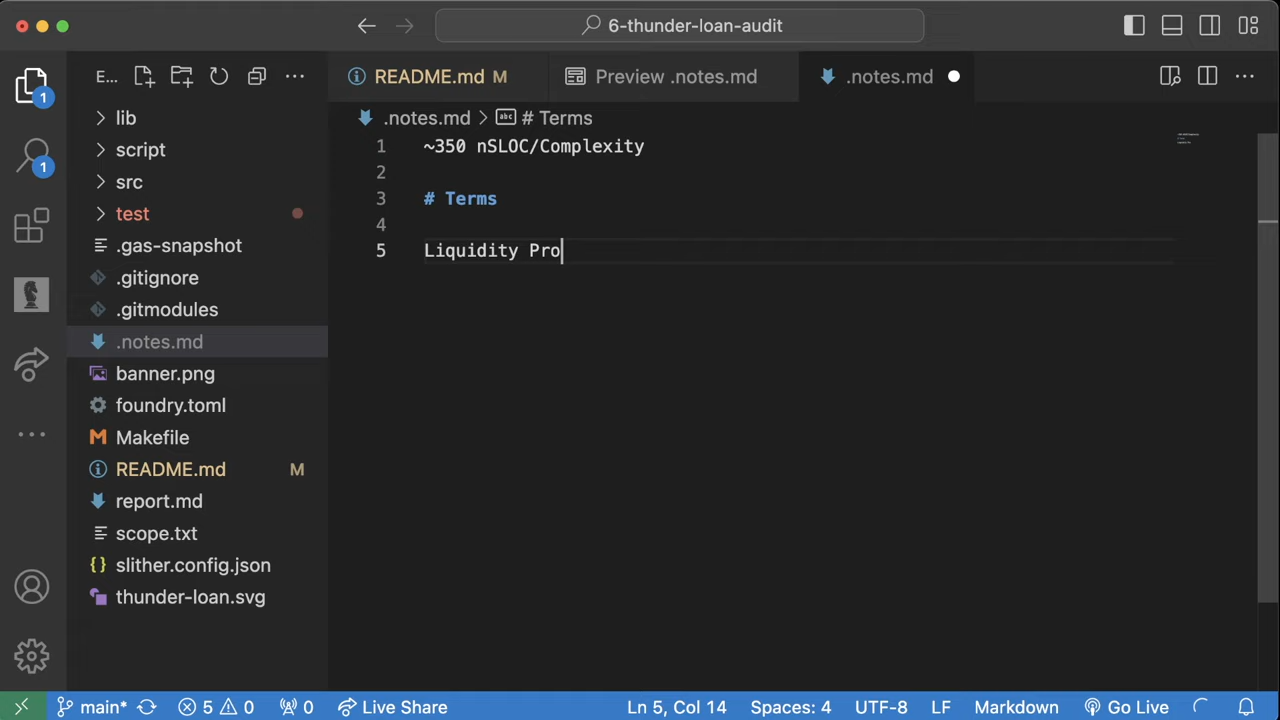 6-thunder-loan-audit
E...
README.md M
Preview .notes.md
.notes.md
.notes.md > # Terms
1 ~350 nSLOC/Complexity
2
3 # Terms
4
5 Liquidity Pro
lib
script
src
test
.gas-snapshot
.gitignore
.gitmodules
.notes.md
banner.png
foundry.toml
Makefile
README.md M
report.md
scope.txt
slither.config.json
thunder-loan.svg
1
1
main* 5 0 0 Live Share Ln 5, Col 14 Spaces: 4 UTF-8 LF Markdown Go Live